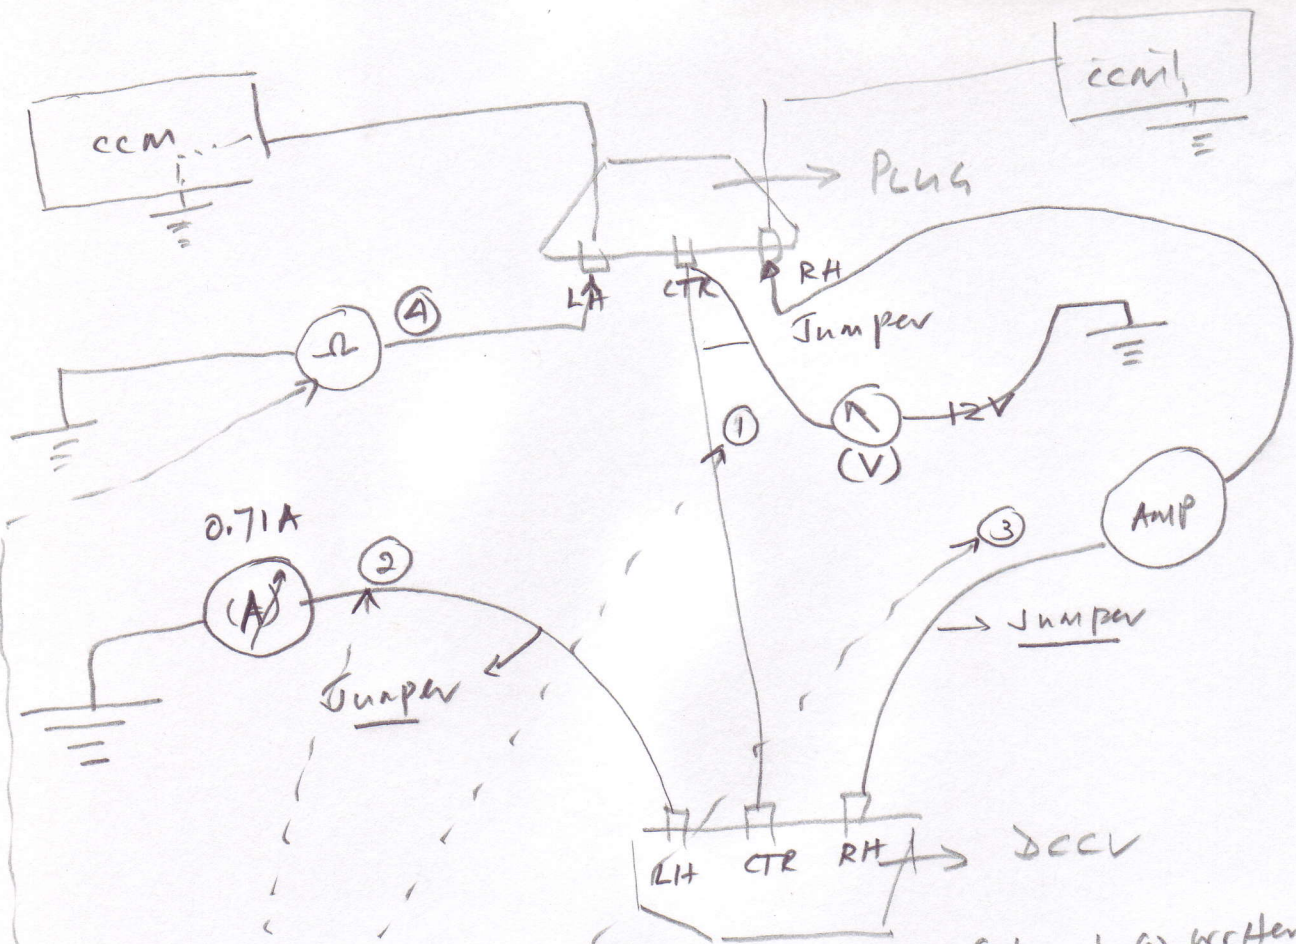 ccm
ccm
PLUG
LH
CTR
RH
Jumper
Ω
4
1
12V
(V)
AMP
0.71A
(A)
2
3
Jumper
Jumper
LH
CTR
RH
DCCV